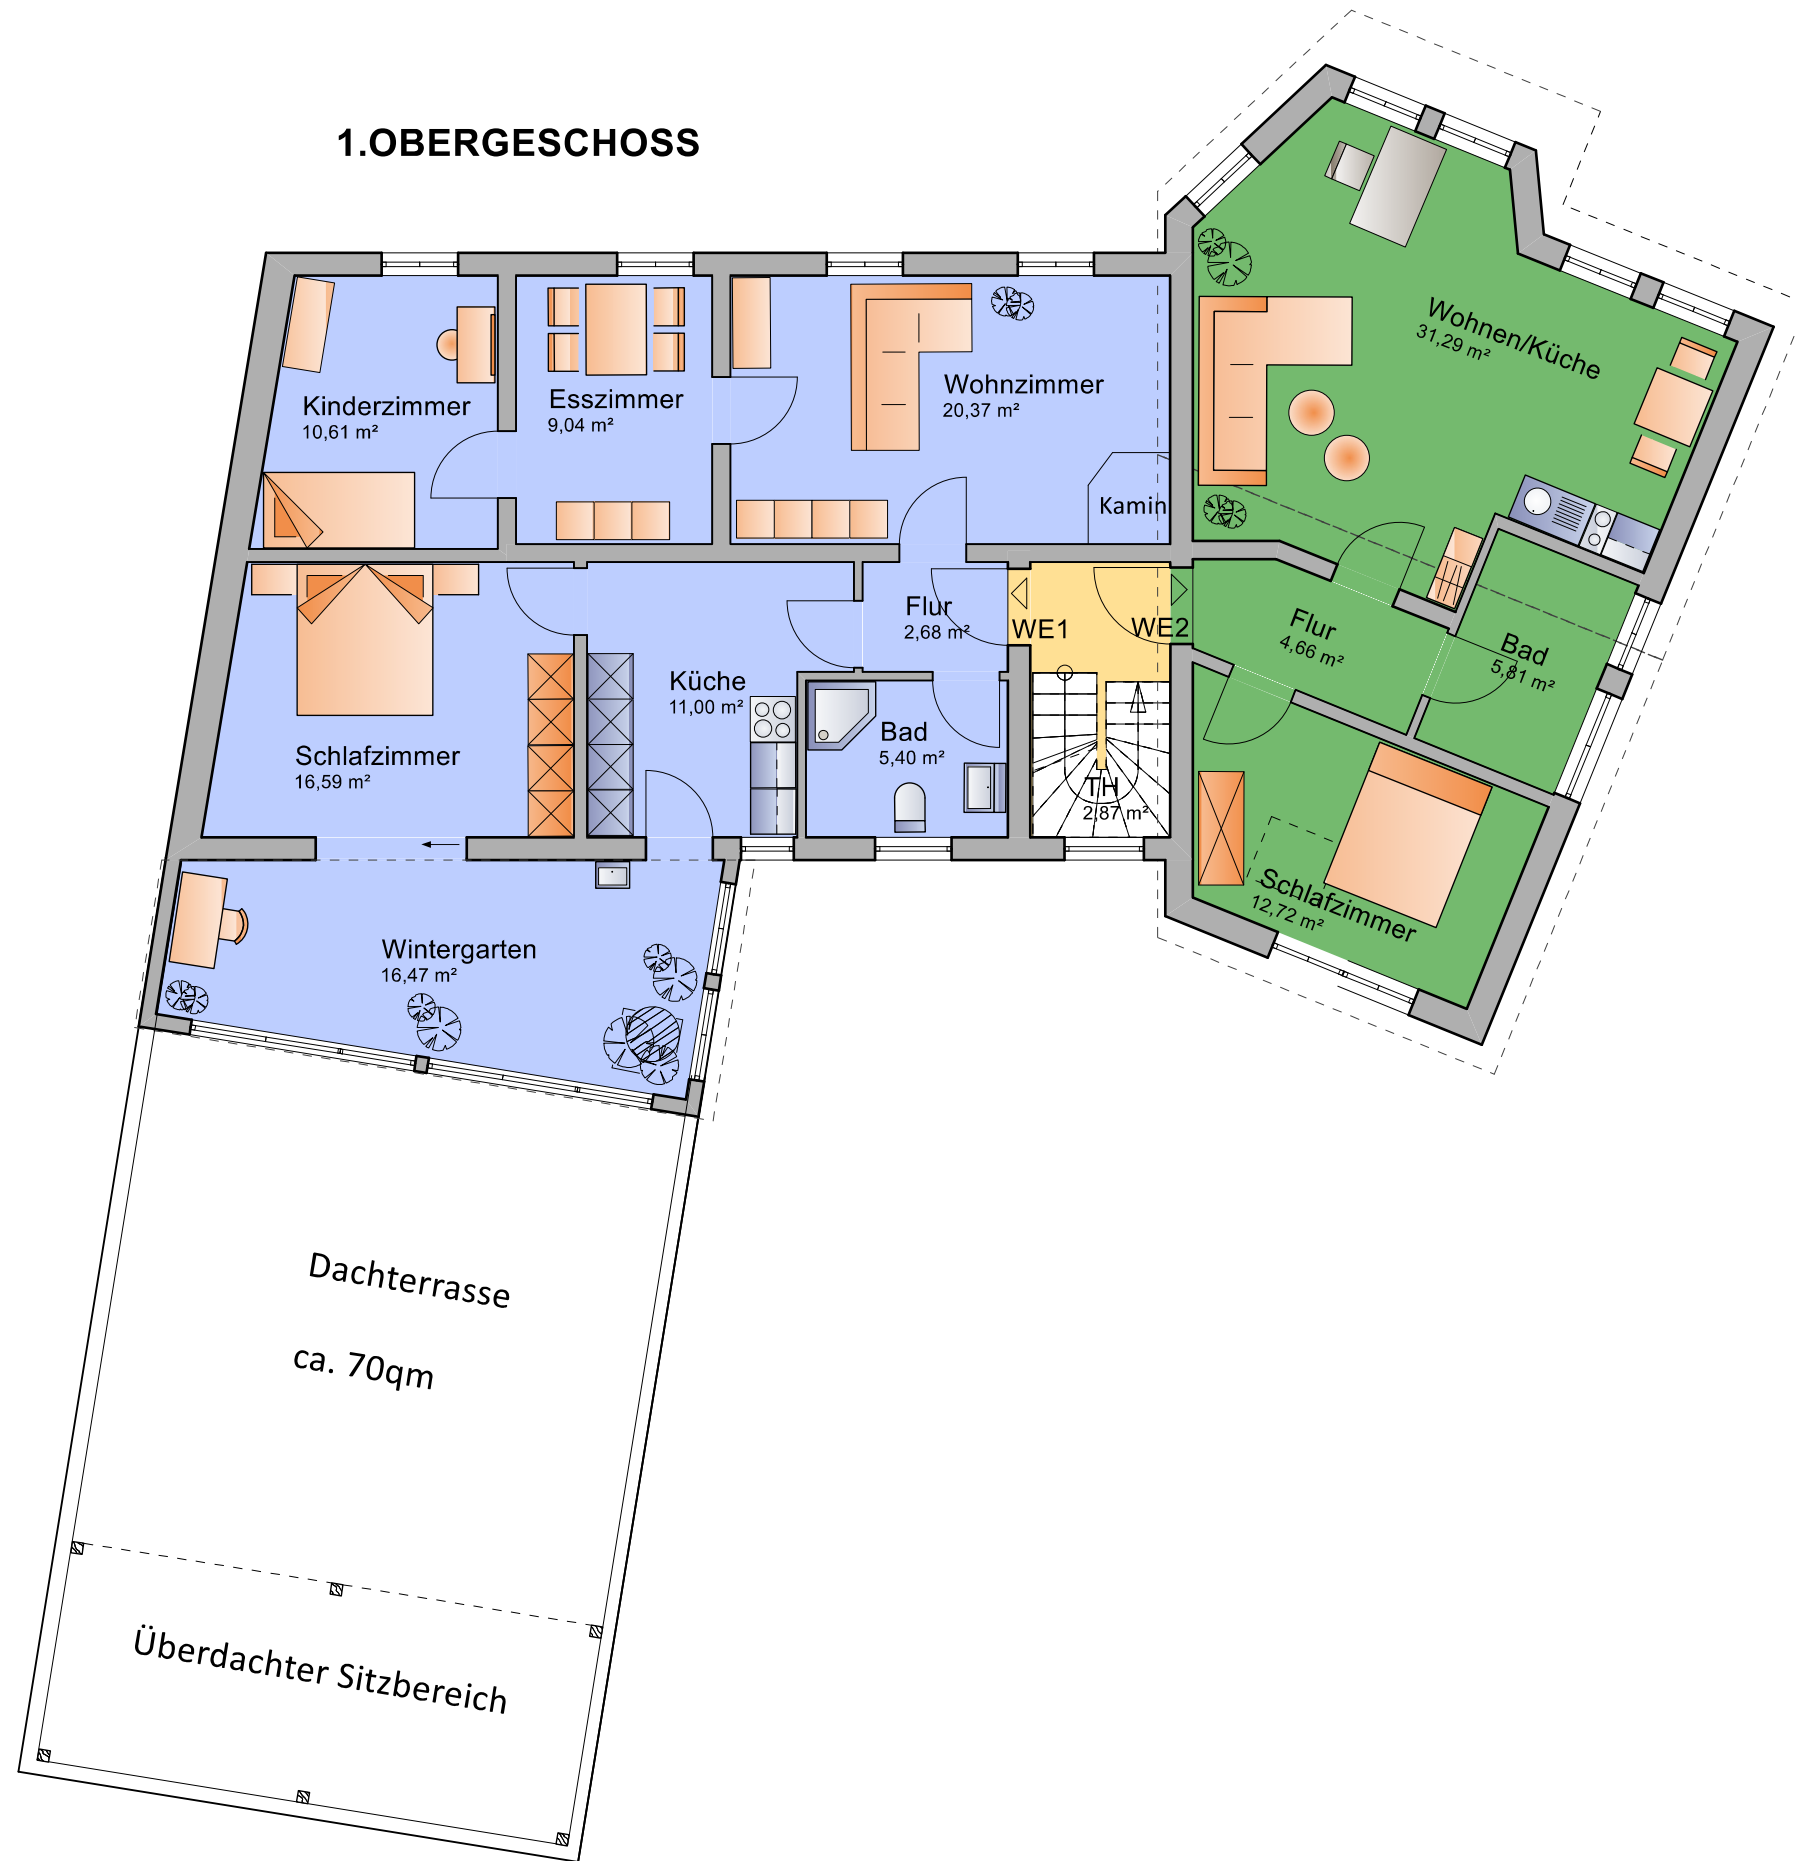 1.OBERGESCHOSS
Wohnen/Küche
31,29 m²
Kinderzimmer
10,61 m²
Esszimmer
9,04 m²
Wohnzimmer
20,37 m²
Kamin
Flur
2,68 m²
WE1
WE2
Flur
4,66 m²
Bad
5,81 m²
Küche
11,00 m²
Schlafzimmer
16,59 m²
Bad
5,40 m²
TH
2,87 m²
Schlafzimmer
12,72 m²
Wintergarten
16,47 m²
Dachterrasse
ca. 70qm
Überdachter Sitzbereich